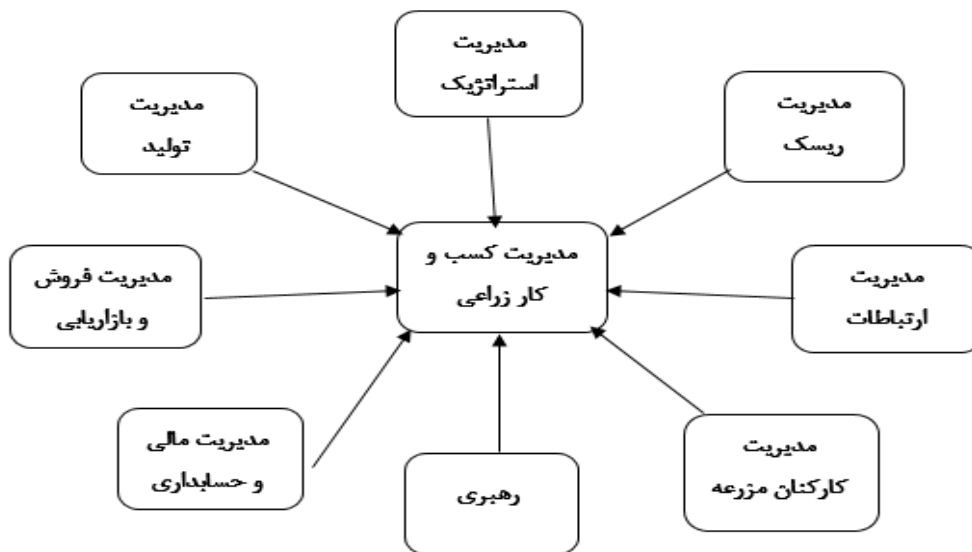 مدیریت
استراتژیک
مدیریت
ریسک
مدیریت
تولید
مدیریت کسب و
کار زراعی
مدیریت
ارتباطات
مدیریت فروش
و بازاریابی
مدیریت
کارکنان مزرعه
رهبری
مدیریت مالی
و حسابداری